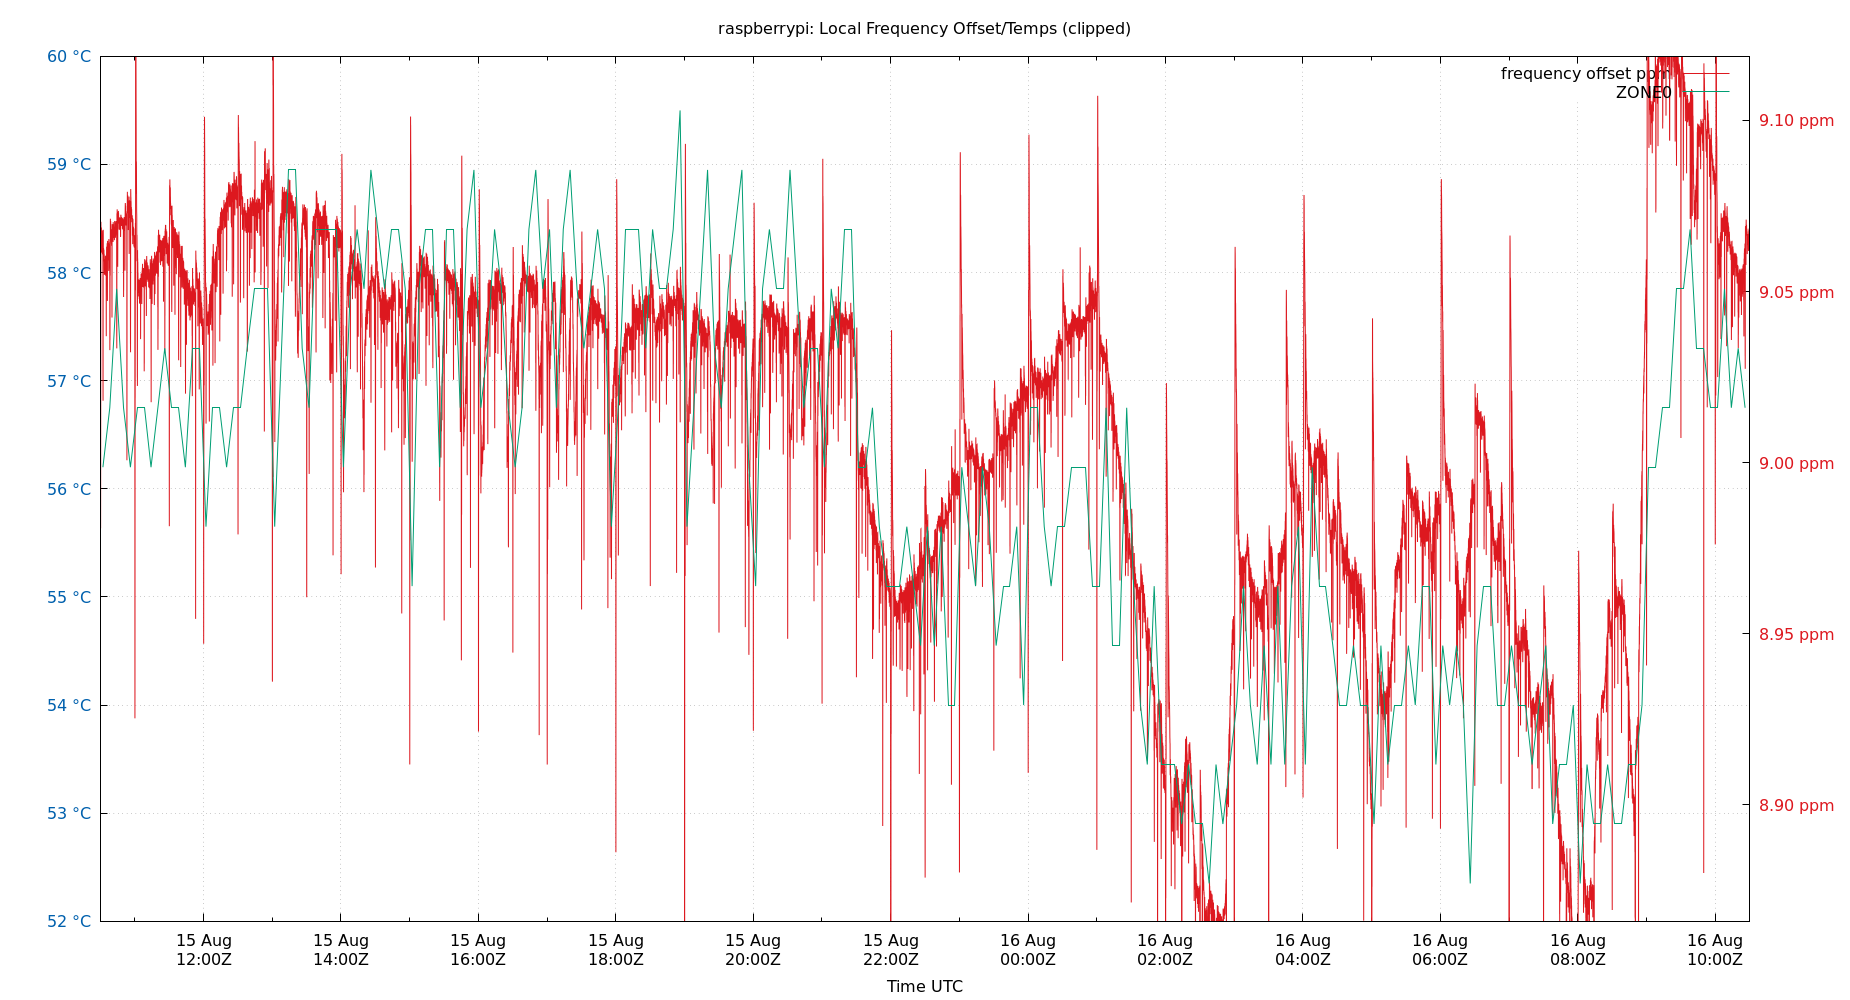 raspberrypi: Local Frequency Offset/Temps (clipped)
60 °C
59 °C
58 °C
57 °C
56 °C
55 °C
54 °C
53 °C
52 °C
frequency offset ppm
ZONE0
9.10 ppm
9.05 ppm
9.00 ppm
8.95 ppm
8.90 ppm
15 Aug
12:00Z
15 Aug
14:00Z
15 Aug
16:00Z
15 Aug
18:00Z
15 Aug
20:00Z
15 Aug
22:00Z
16 Aug
00:00Z
16 Aug
02:00Z
16 Aug
04:00Z
16 Aug
06:00Z
16 Aug
08:00Z
16 Aug
10:00Z
Time UTC